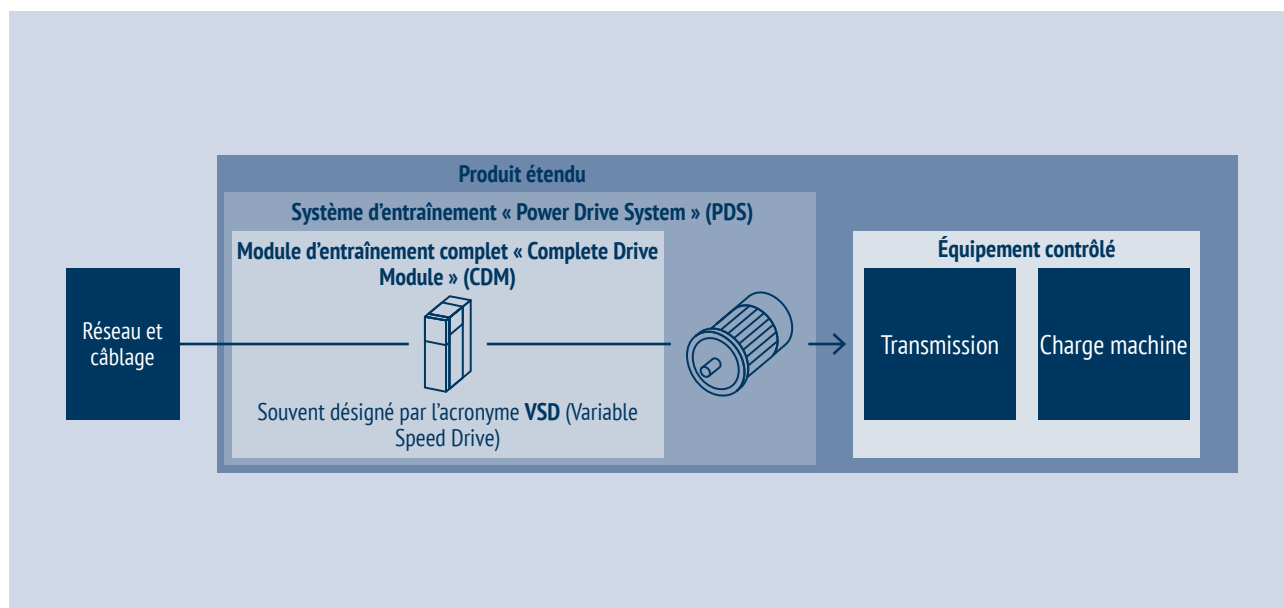 Produit étendu
Système d’entraînement « Power Drive System » (PDS)
Module d’entraînement complet « Complete Drive
Module » (CDM)
Équipement contrôlé
Réseau et
câblage
Transmission
Charge machine
Souvent désigné par l’acronyme VSD (Variable
Speed Drive)